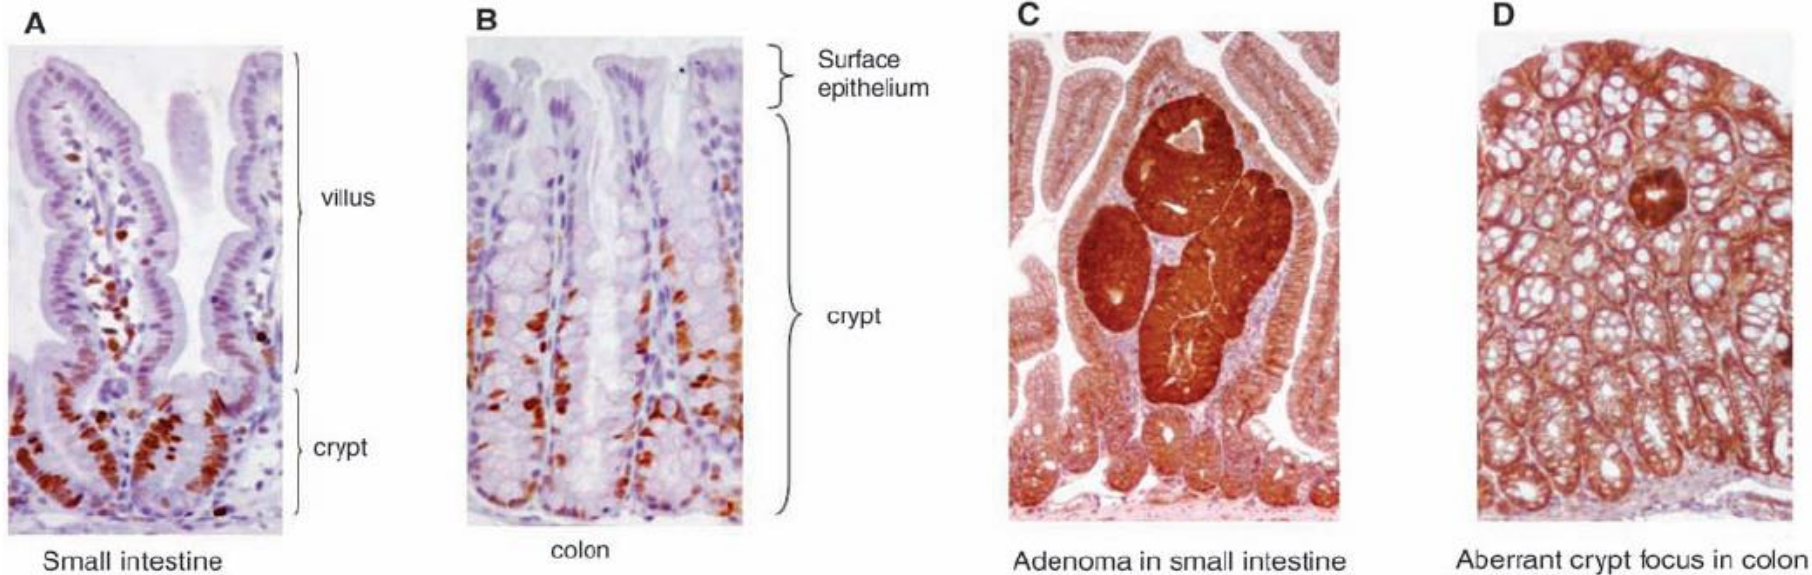 A
B
C
D
villus
crypt
Small intestine
Surface
epithelium
crypt
colon
Adenoma in small intestine
Aberrant crypt focus in colon